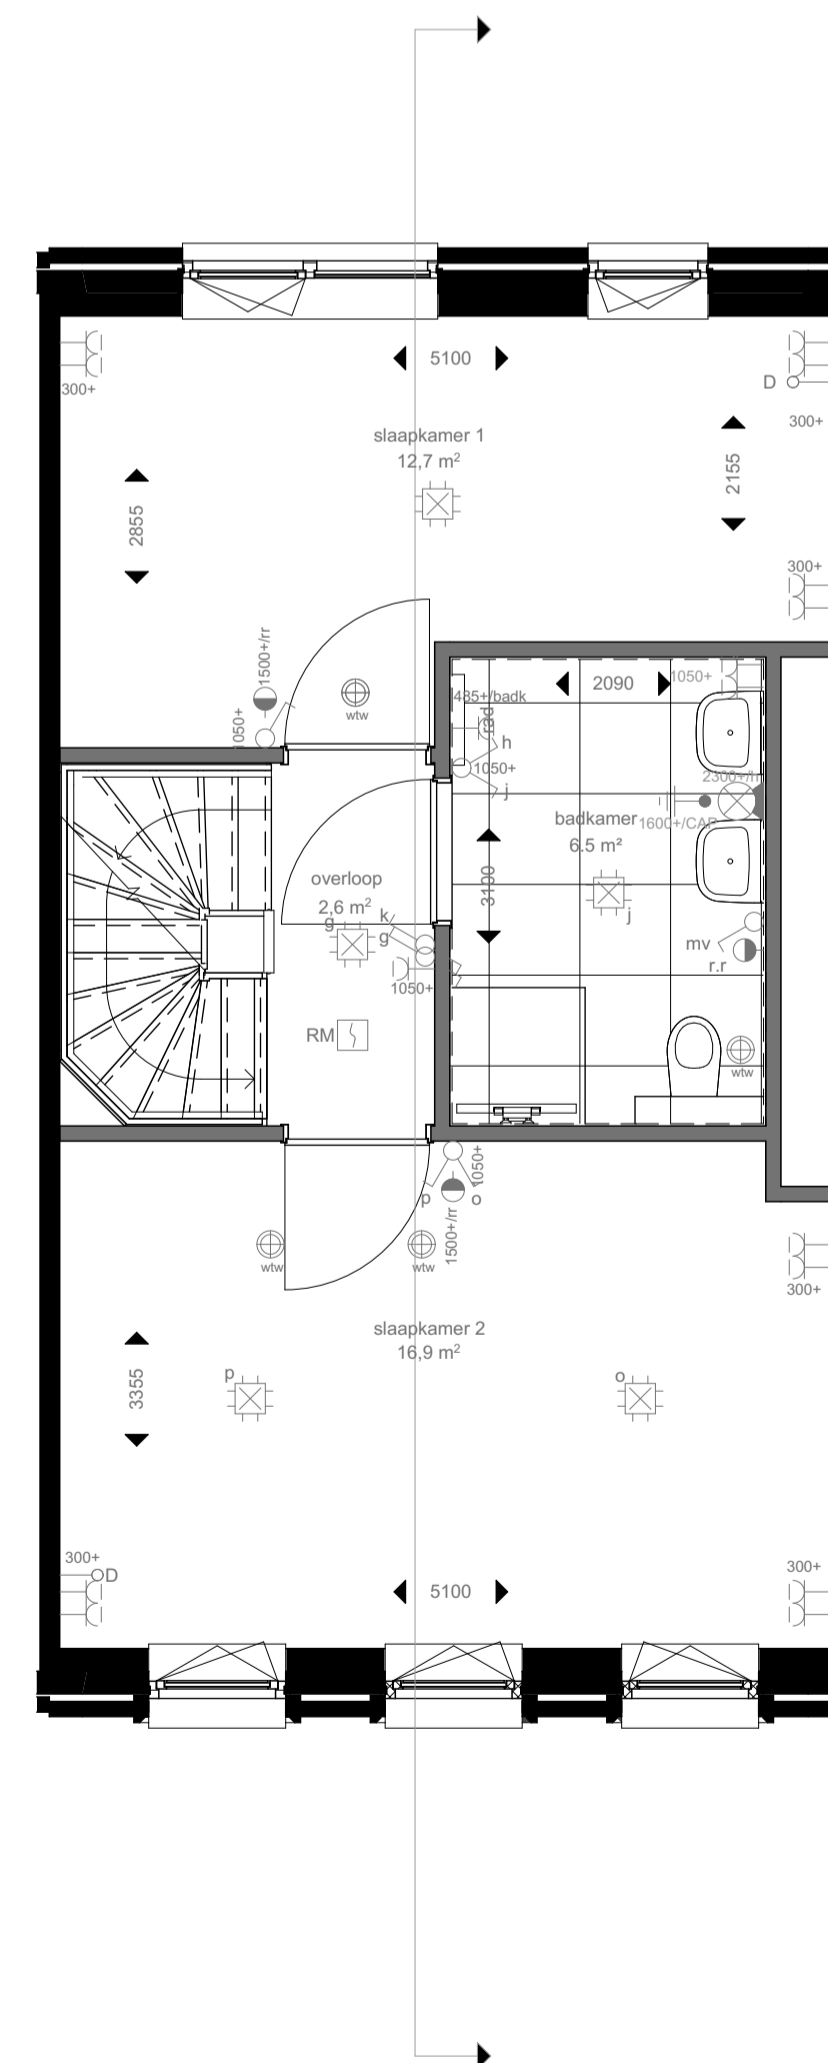 5100
300+
D
300+
slaapkamer 1
12,7 m²
2155
2855
300+
1500+/rr
1050+
wtw
2090
1050+
485+/badk
rad
h
1050+
j
2300+/h
1600+/CAP
badkamer
6.5 m²
3100
j
overloop
2,6 m²
g
k
g
1050+
mv
r.r
RM
wtw
1050+
p
o
1500+/rr
wtw
wtw
300+
slaapkamer 2
16,9 m²
3355
p
o
300+
D
5100
300+